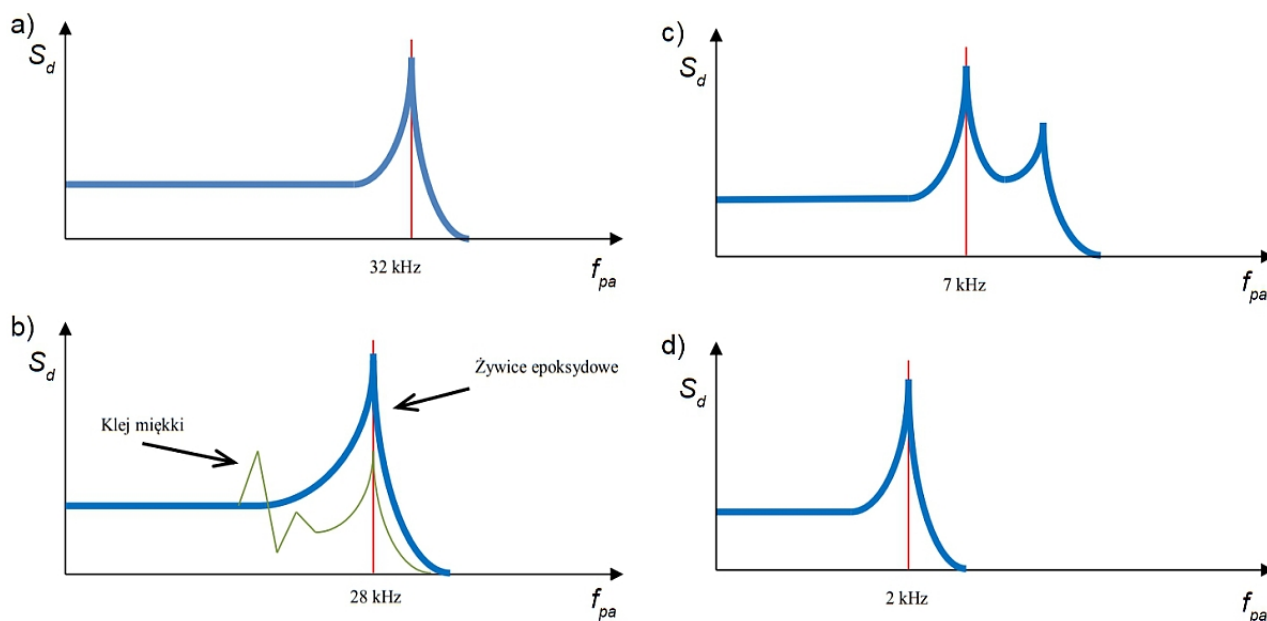 a)
S_d
32 kHz
f_pa
b)
S_d
Żywice epoksydowe
Klej miękki
28 kHz
f_pa
c)
S_d
7 kHz
f_pa
d)
S_d
2 kHz
f_pa